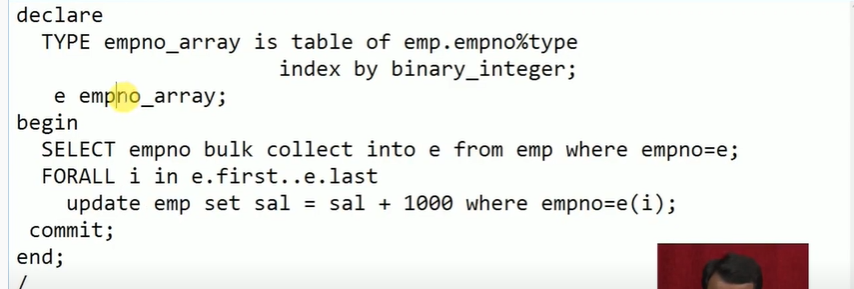 declare
TYPE empno_array is table of emp.empno%type
index by binary_integer;
e empno_array;
begin
SELECT empno bulk collect into e from emp where empno=e;
FORALL i in e.first..e.last
update emp set sal = sal + 1000 where empno=e(i);
commit;
end;
/